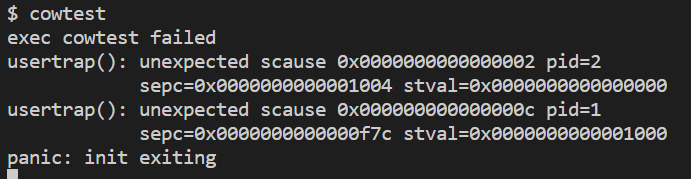 $ cowtest
exec cowtest failed
usertrap(): unexpected scause 0x0000000000000002 pid=2
            sepc=0x0000000000001004 stval=0x0000000000000000
usertrap(): unexpected scause 0x000000000000000c pid=1
            sepc=0x0000000000000f7c stval=0x0000000000001000
panic: init exiting